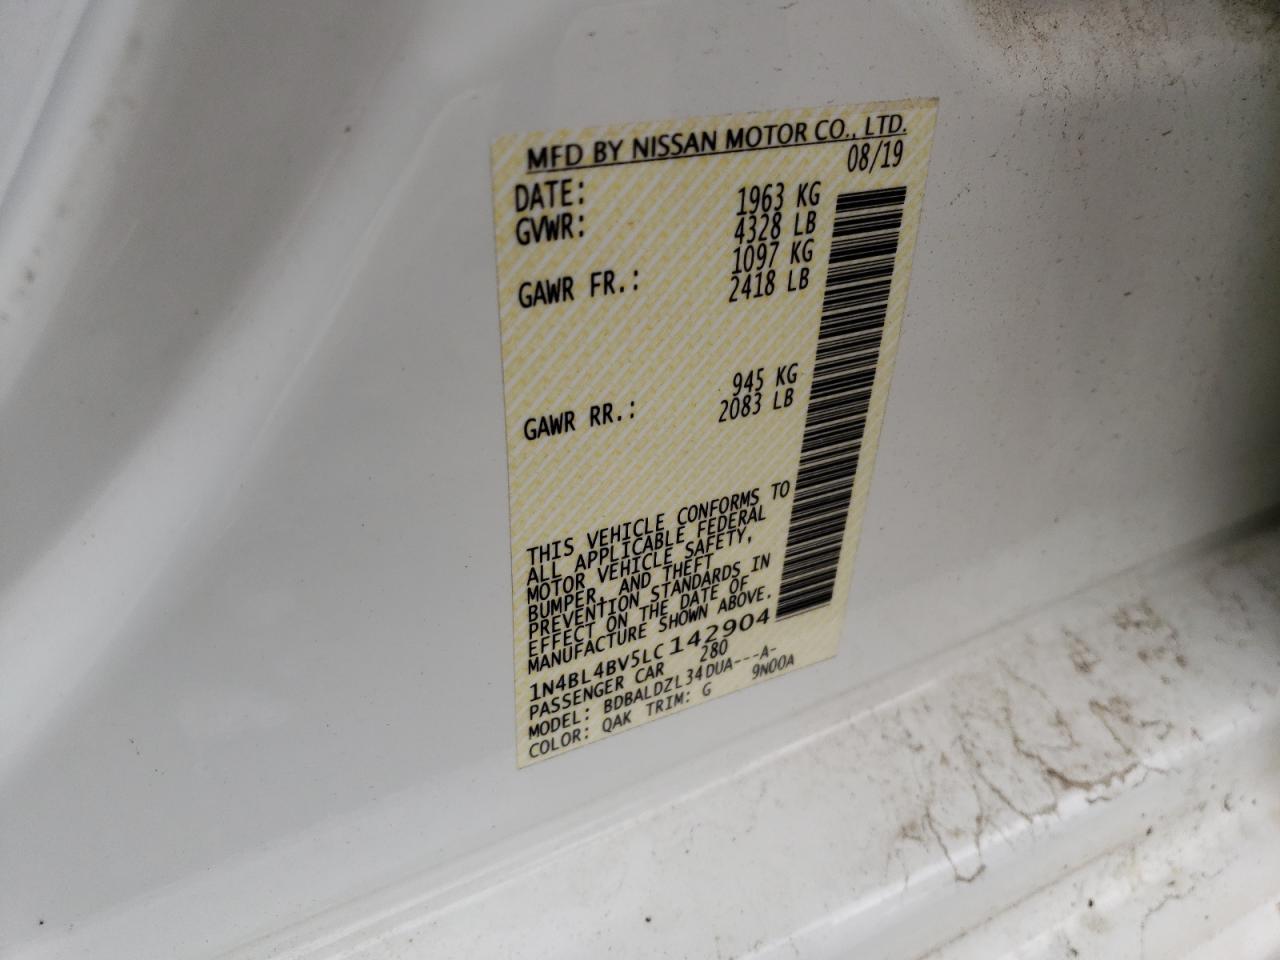 MFD BY NISSAN MOTOR CO., LTD.
DATE: 08/19
GVWR: 1963 KG
4328 LB
GAWR FR.: 1097 KG
2418 LB
GAWR RR.: 945 KG
2083 LB
THIS VEHICLE CONFORMS TO
ALL APPLICABLE FEDERAL
MOTOR VEHICLE SAFETY,
BUMPER, AND THEFT
PREVENTION STANDARDS IN
EFFECT ON THE DATE OF
MANUFACTURE SHOWN ABOVE.
1N4BL4BV5LC142904
PASSENGER CAR 280
MODEL: BDBALDZL34DUA---A-
COLOR: QAK TRIM: G 9N00A